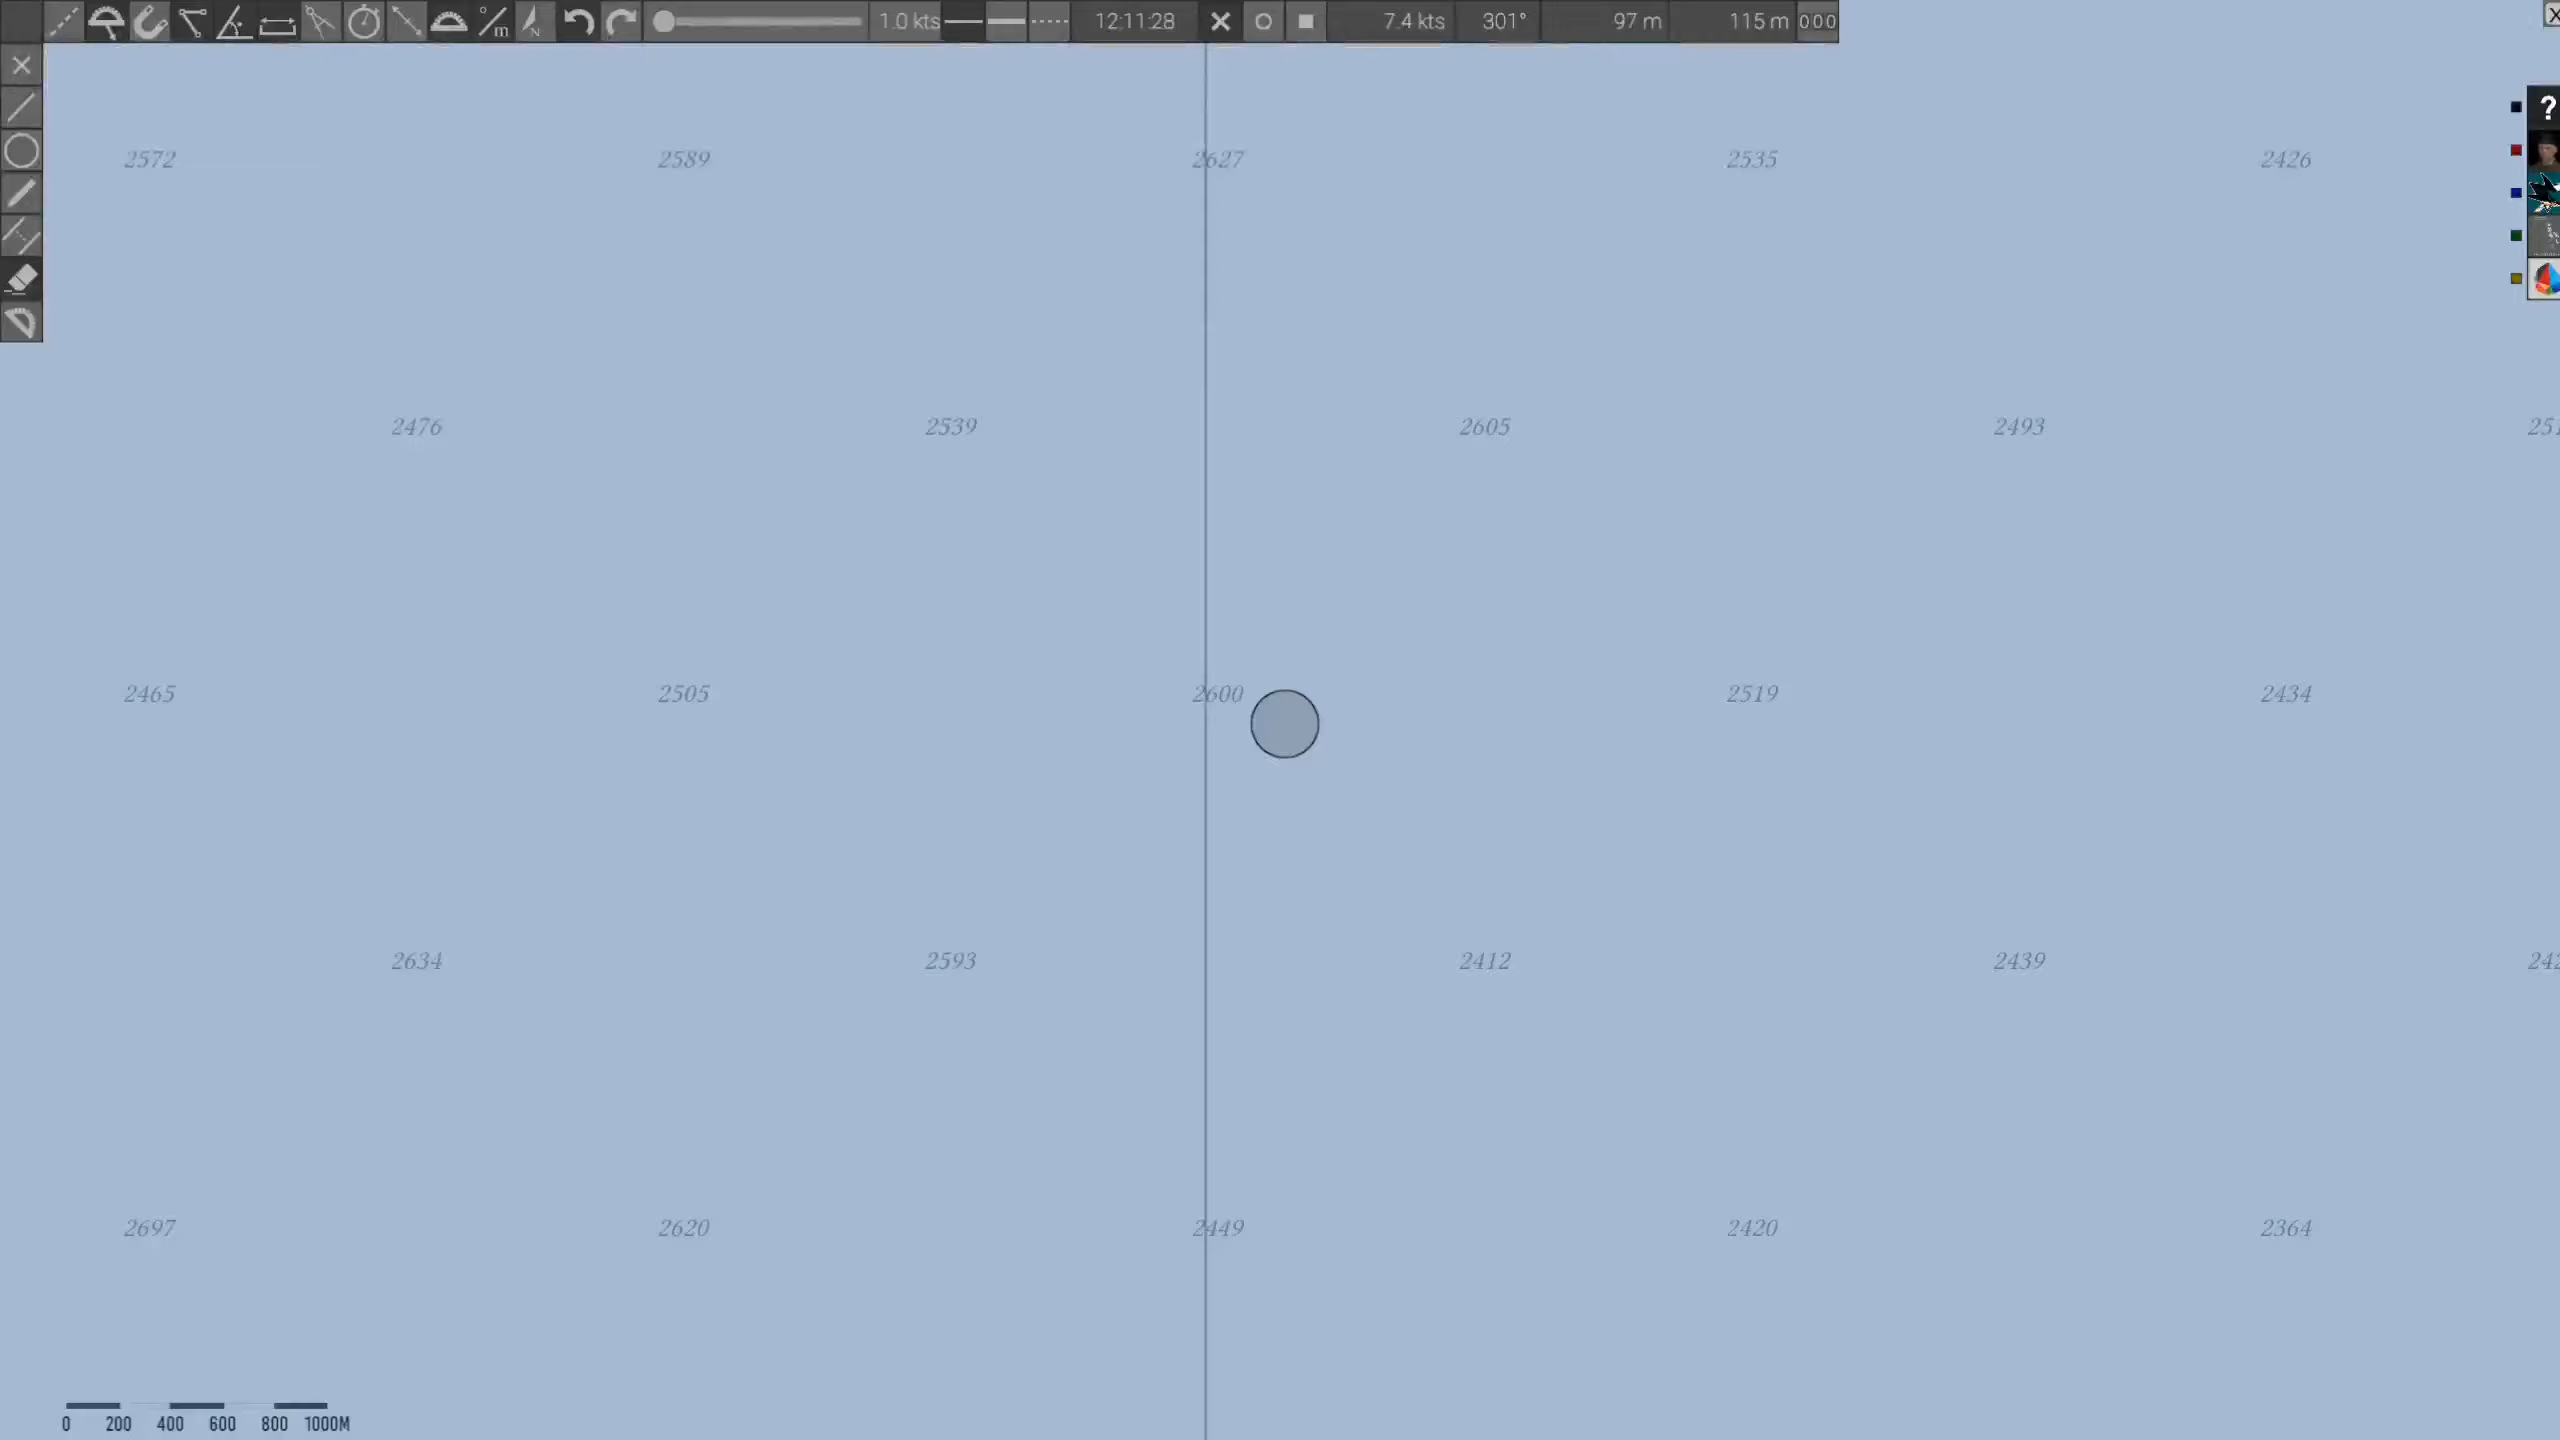 ° m N 1.0 kts 12:11:28 7.4 kts 301° 97 m 115 m 000
?
2572 2589 2627 2535 2426
2476 2539 2605 2493
2465 2505 2600 2519 2434
2634 2593 2412 2439
2697 2620 2449 2420 2364
0 200 400 600 800 1000M